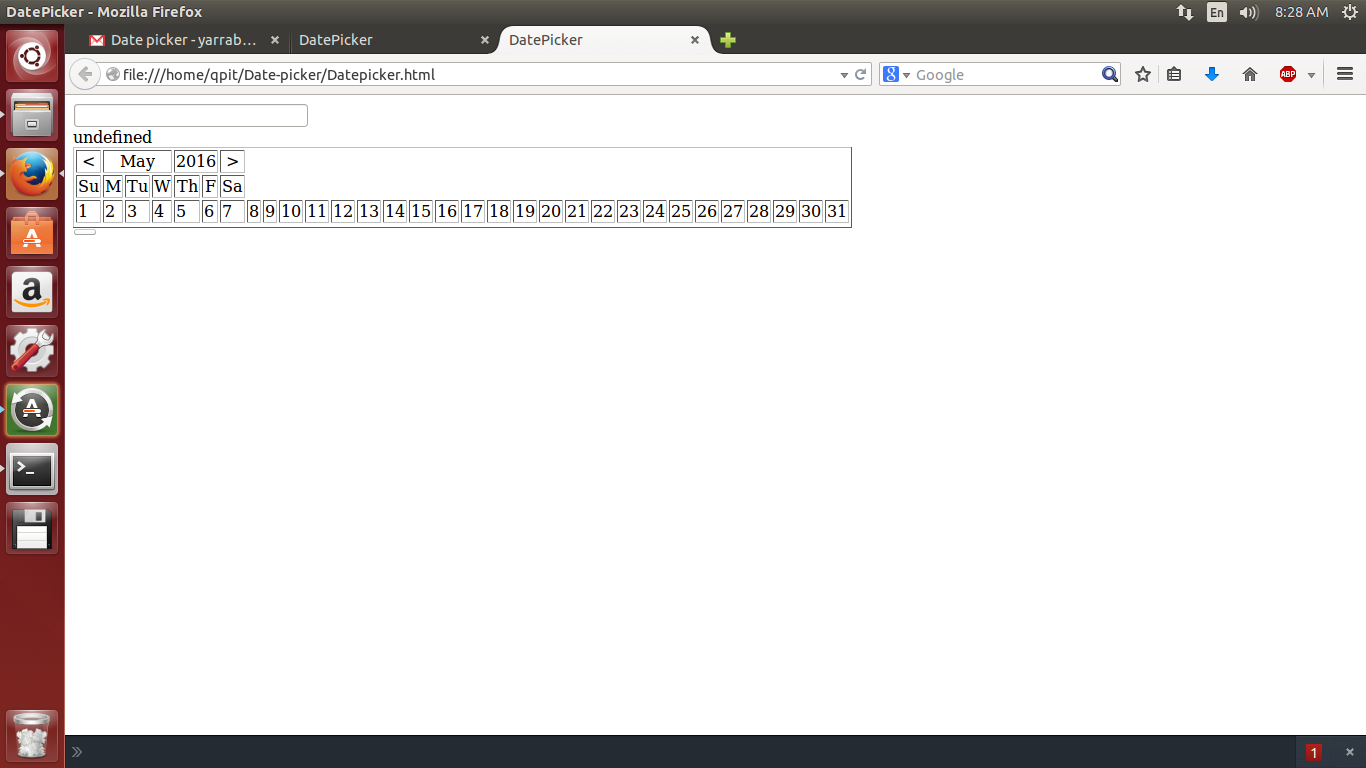 DatePicker - Mozilla Firefox
En
8:28 AM
Date picker - yarrab…
DatePicker
DatePicker
file:///home/qpit/Date-picker/Datepicker.html
Google
ABP
undefined
< May 2016 >
Su M Tu W Th F Sa
1 2 3 4 5 6 7 8 9 10 11 12 13 14 15 16 17 18 19 20 21 22 23 24 25 26 27 28 29 30 31
1